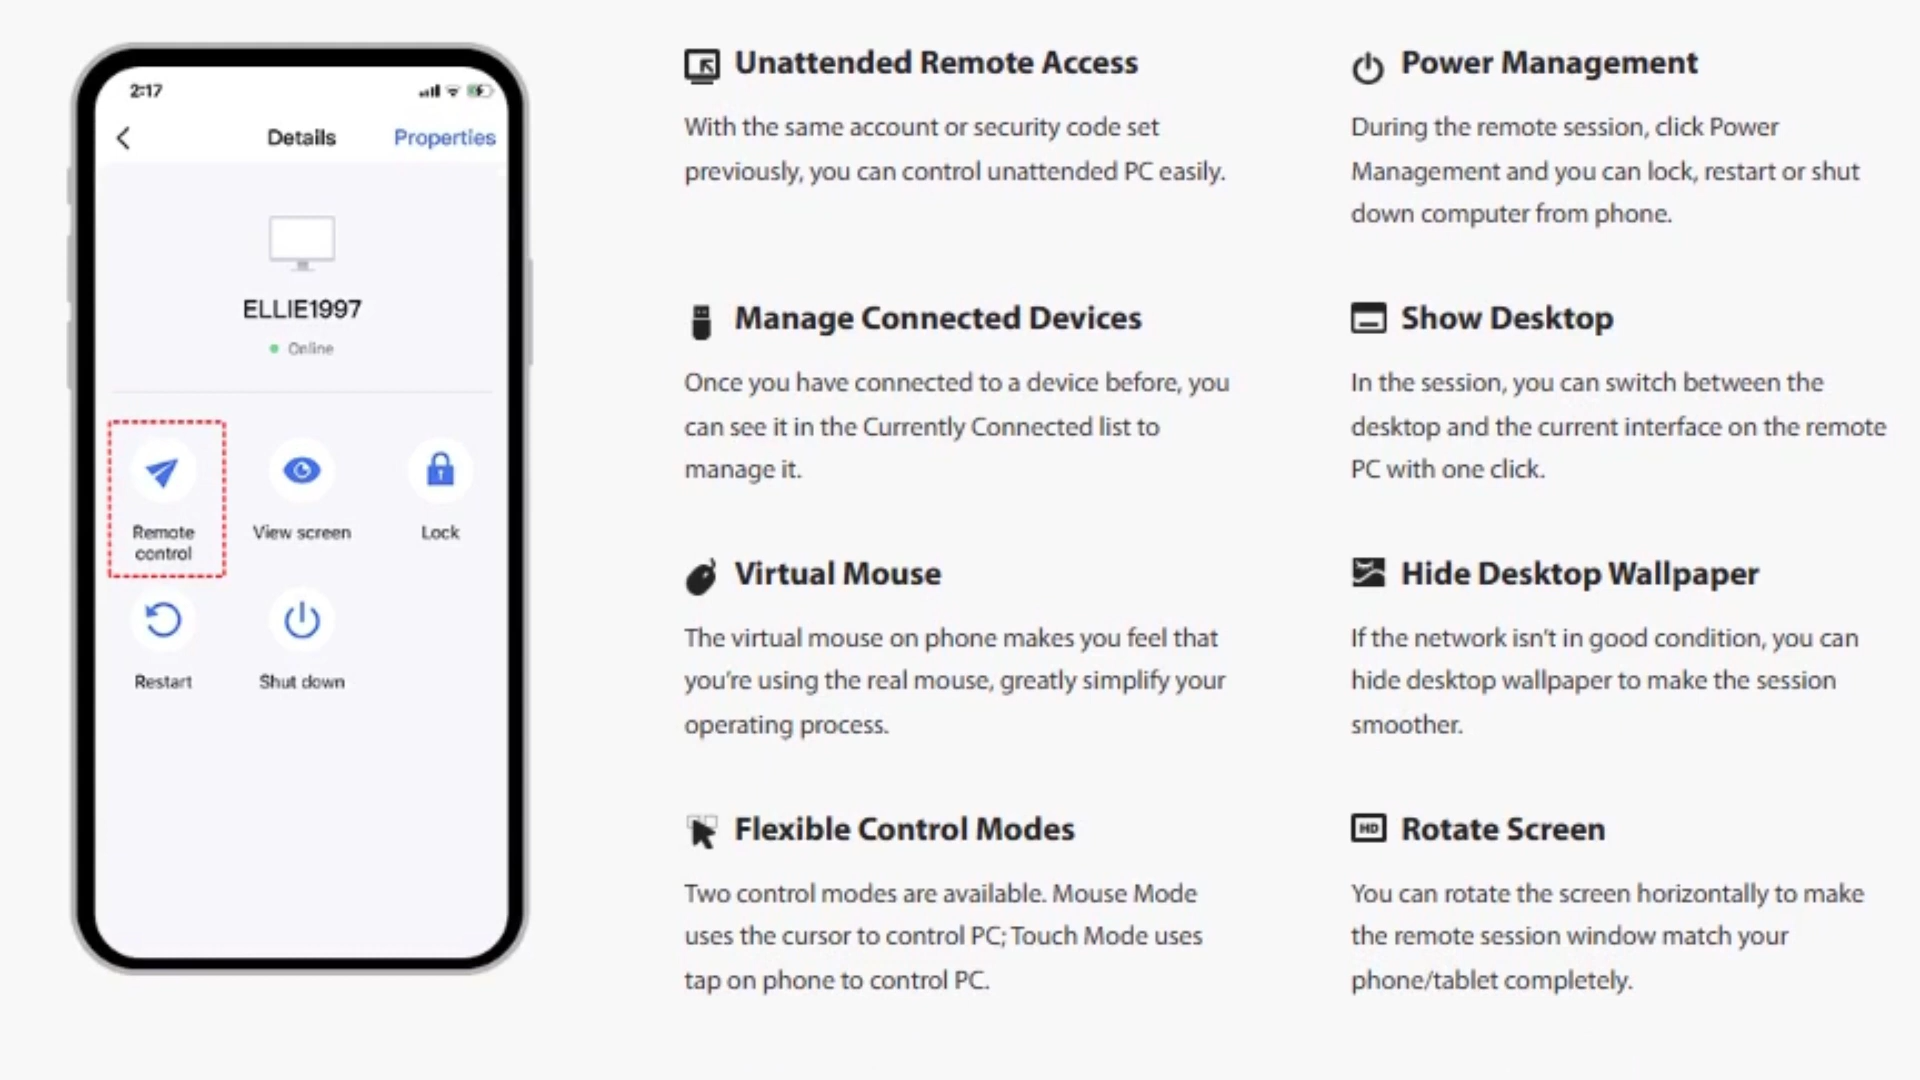 2:17
Details
Properties
ELLIE1997
Online
Remote
control
View screen
Lock
Restart
Shut down
Unattended Remote Access
With the same account or security code set
previously, you can control unattended PC easily.
Manage Connected Devices
Once you have connected to a device before, you
can see it in the Currently Connected list to
manage it.
Virtual Mouse
The virtual mouse on phone makes you feel that
you're using the real mouse, greatly simplify your
operating process.
Flexible Control Modes
Two control modes are available. Mouse Mode
uses the cursor to control PC; Touch Mode uses
tap on phone to control PC.
Power Management
During the remote session, click Power
Management and you can lock, restart or shut
down computer from phone.
Show Desktop
In the session, you can switch between the
desktop and the current interface on the remote
PC with one click.
Hide Desktop Wallpaper
If the network isn't in good condition, you can
hide desktop wallpaper to make the session
smoother.
HD
Rotate Screen
You can rotate the screen horizontally to make
the remote session window match your
phone/tablet completely.